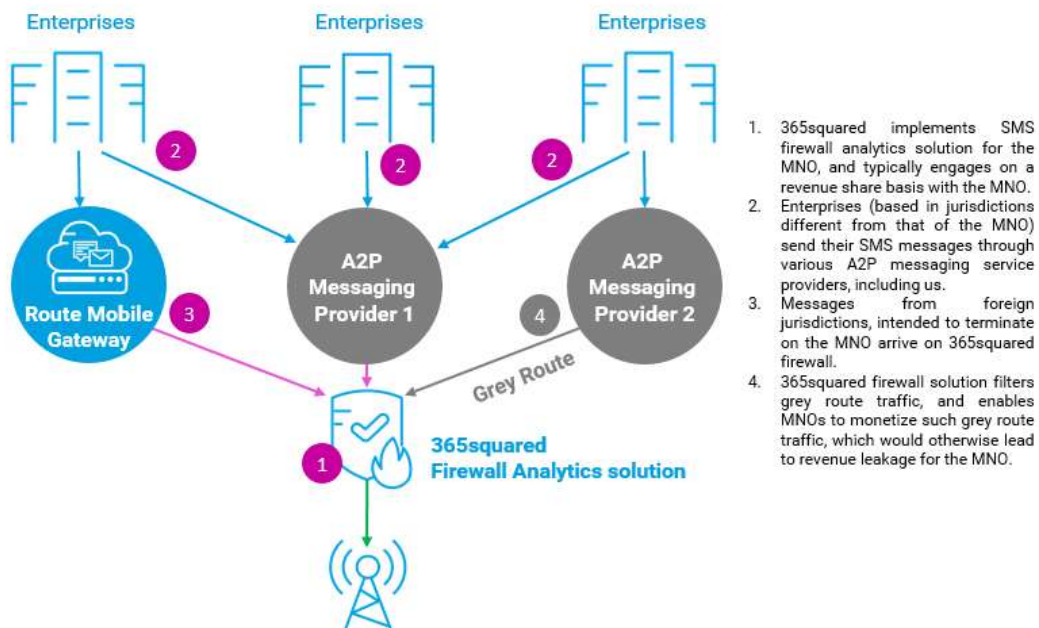 Enterprises
Enterprises
Enterprises
2
2
2
Route Mobile
Gateway
A2P
Messaging
Provider 1
A2P
Messaging
Provider 2
3
4
Grey Route
1
365squared
Firewall Analytics solution
1. 365squared implements SMS
firewall analytics solution for the
MNO, and typically engages on a
revenue share basis with the MNO.
2. Enterprises (based in jurisdictions
different from that of the MNO)
send their SMS messages through
various A2P messaging service
providers, including us.
3. Messages from foreign
jurisdictions, intended to terminate
on the MNO arrive on 365squared
firewall.
4. 365squared firewall solution filters
grey route traffic, and enables
MNOs to monetize such grey route
traffic, which would otherwise lead
to revenue leakage for the MNO.